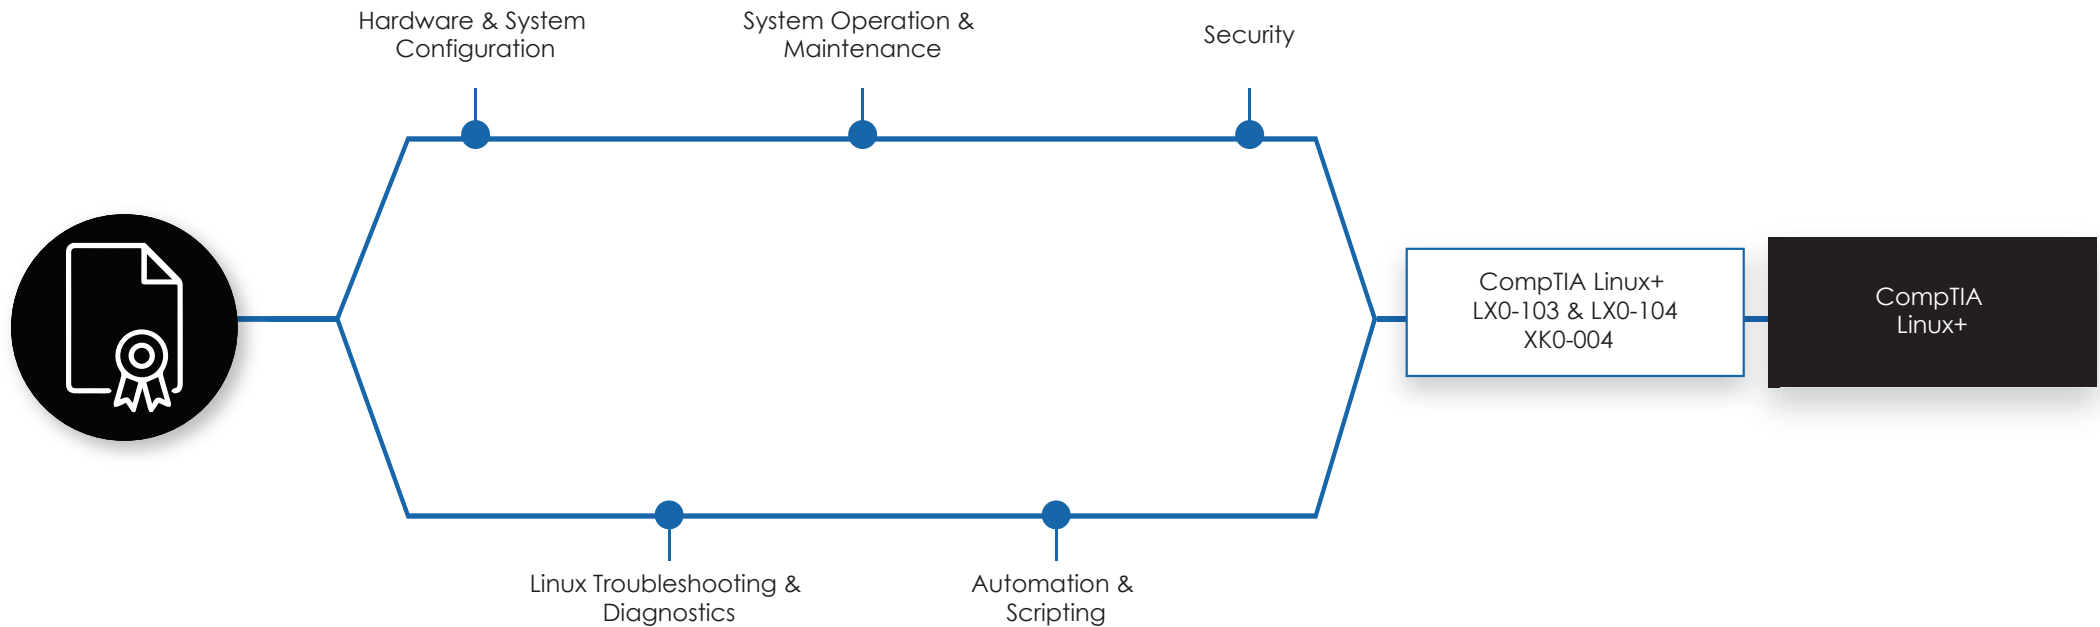 Hardware & System
Configuration
System Operation &
Maintenance
Security
CompTIA Linux+
LX0-103 & LX0-104
XK0-004
CompTIA
Linux+
Linux Troubleshooting &
Diagnostics
Automation &
Scripting